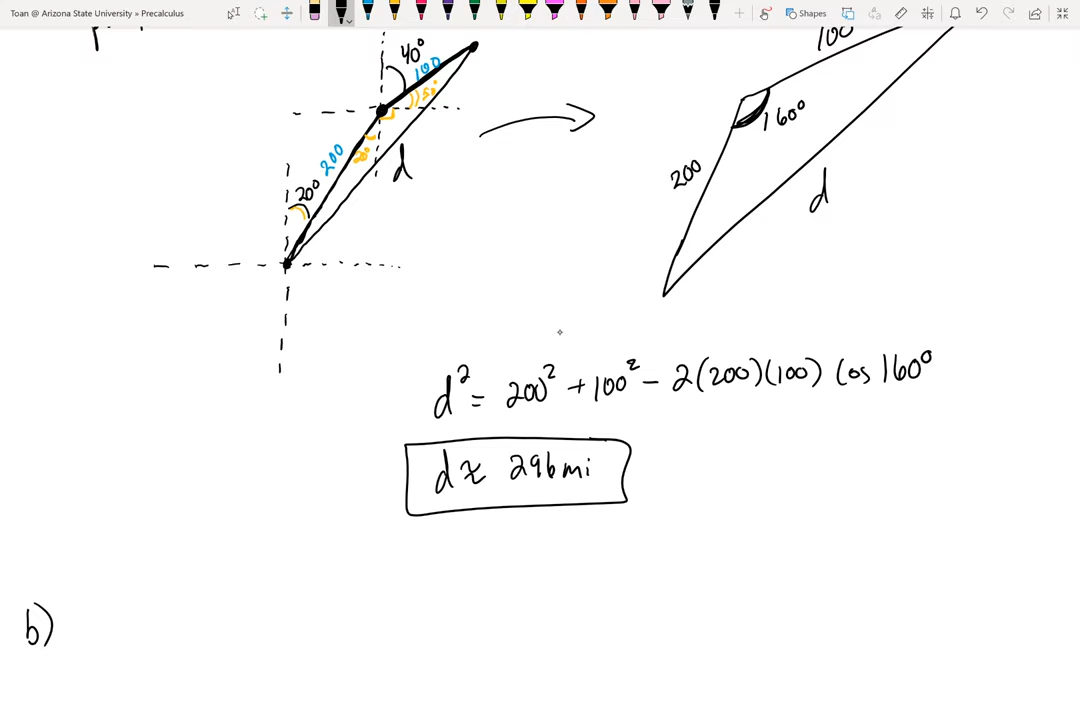 Toan @ Arizona State University » Precalculus
Shapes
40°
100
50°
200
20°
20°
d
100
160°
200
d
d² = 200² + 100² - 2(200)(100) Cos 160°
d ≈ 296 mi
b)